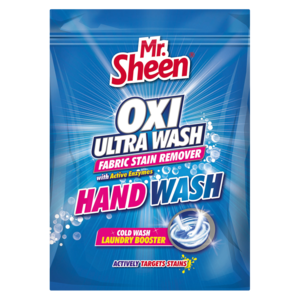 Mr.
Sheen®
OXI
ULTRA WASH
FABRIC STAIN REMOVER
with Active Enzymes
HAND WASH
COLD WASH
LAUNDRY BOOSTER
ACTIVELY TARGETS STAINS!